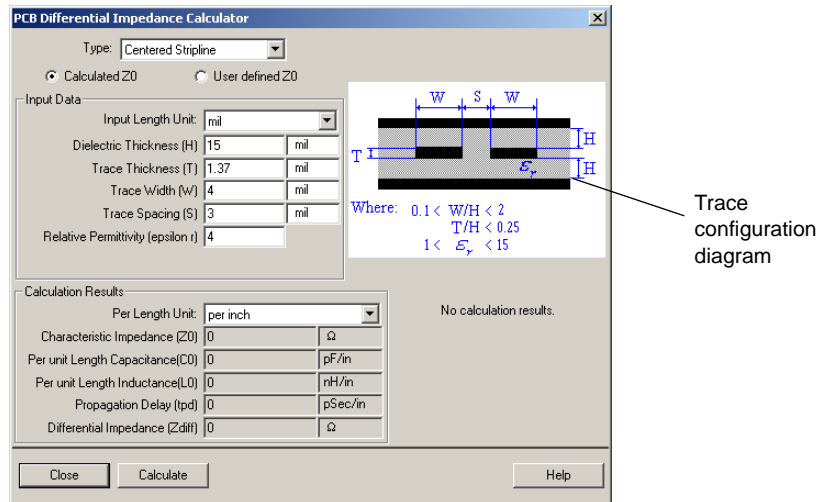 PCB Differential Impedance Calculator
Type: Centered Stripline
Calculated Z0 User defined Z0
Input Data
Input Length Unit: mil
Dielectric Thickness (H) 15 mil
Trace Thickness (T) 1.37 mil
Trace Width (W) 4 mil
Trace Spacing (S) 3 mil
Relative Permittivity (epsilon r) 4
W S W
H
T
εr H
Where: 0.1 < W/H < 2
T/H < 0.25
1 < εr < 15
Trace
configuration
diagram
Calculation Results
Per Length Unit: per inch
Characteristic Impedance (Z0) 0 Ω
Per unit Length Capacitance(C0) 0 pF/in
Per unit Length Inductance(L0) 0 nH/in
Propagation Delay (tpd) 0 pSec/in
Differential Impedance (Zdiff) 0 Ω
No calculation results.
Close Calculate Help